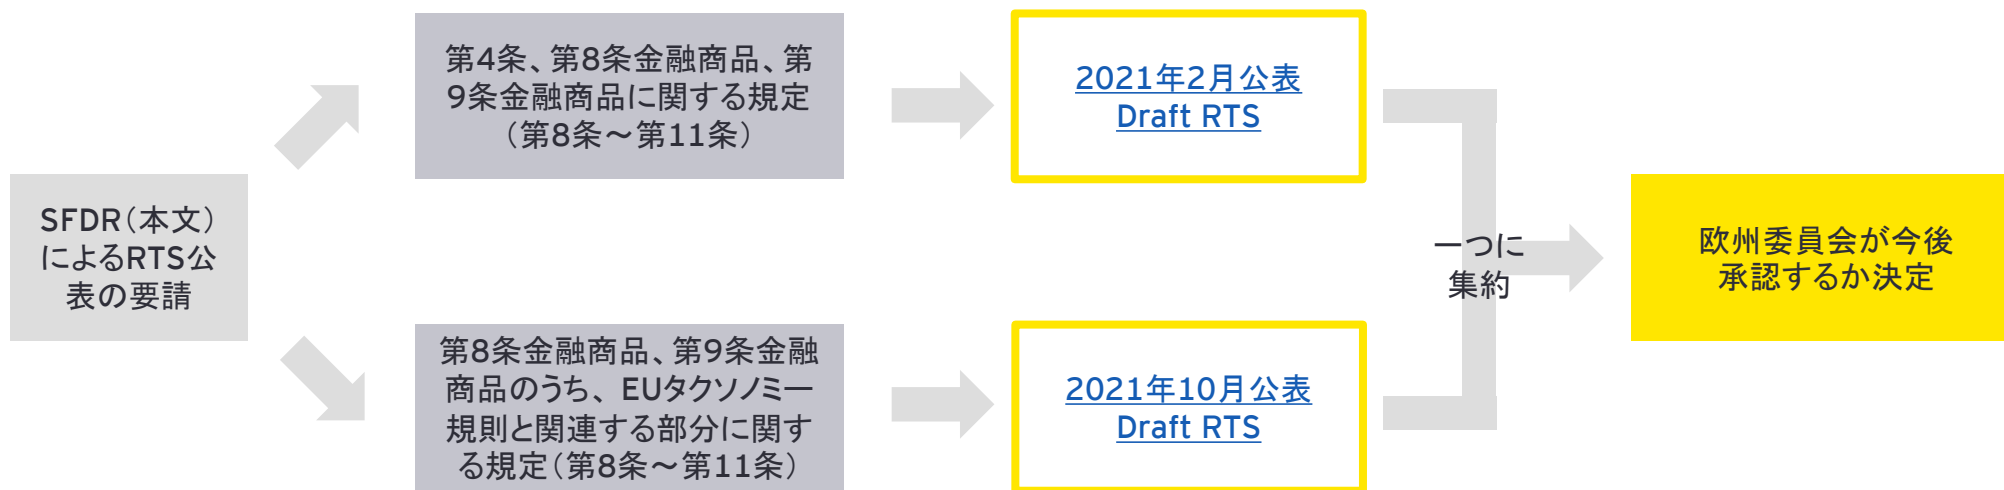 SFDR（本文）
によるRTS公
表の要請
第4条、第8条金融商品、第
9条金融商品に関する規定
（第8条～第11条）
2021年2月公表
Draft RTS
第8条金融商品、第9条金融
商品のうち、EUタクソノミー
規則と関連する部分に関す
る規定（第8条～第11条）
2021年10月公表
Draft RTS
一つに
集約
欧州委員会が今後
承認するか決定